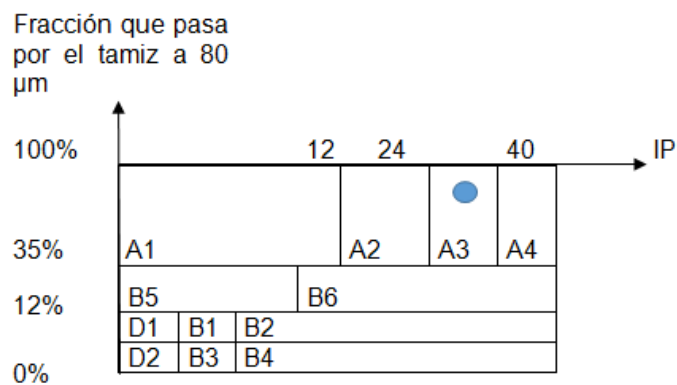 Fracción que pasa
por el tamiz a 80
µm
100% 12 24 40 IP
35% A1 A2 A3 A4
12% B5 B6
D1 B1 B2
D2 B3 B4
0%